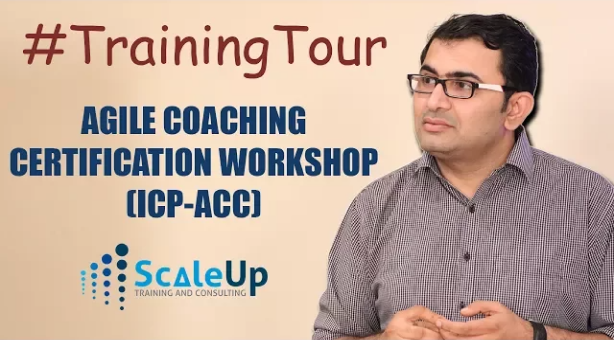 #TrainingTour
AGILE COACHING
CERTIFICATION WORKSHOP
(ICP-ACC)
ScaleUp
TRAINING AND CONSULTING